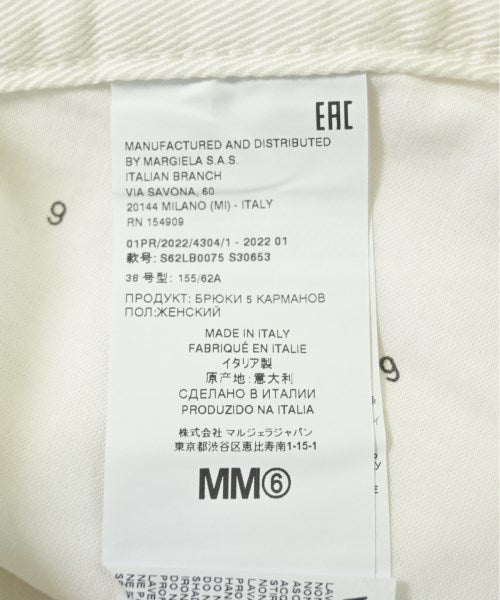 EAC
MANUFACTURED AND DISTRIBUTED
BY MARGIELA S.A.S.
ITALIAN BRANCH
VIA SAVONA, 60
20144 MILANO (MI) - ITALY
RN 154909
01PR/2022/4304/1 - 2022 01
款号: S62LB0075 S30653
38 号型: 155/62A
ПРОДУКТ: БРЮКИ 5 КАРМАНОВ
ПОЛ:ЖЕНСКИЙ
MADE IN ITALY
FABRIQUÉ EN ITALIE
イタリア製
原产地: 意大利
СДЕЛАНО В ИТАЛИИ
PRODUZIDO NA ITALIA
株式会社 マルジェラジャパン
東京都渋谷区恵比寿南1-15-1
MM⑥
9
9